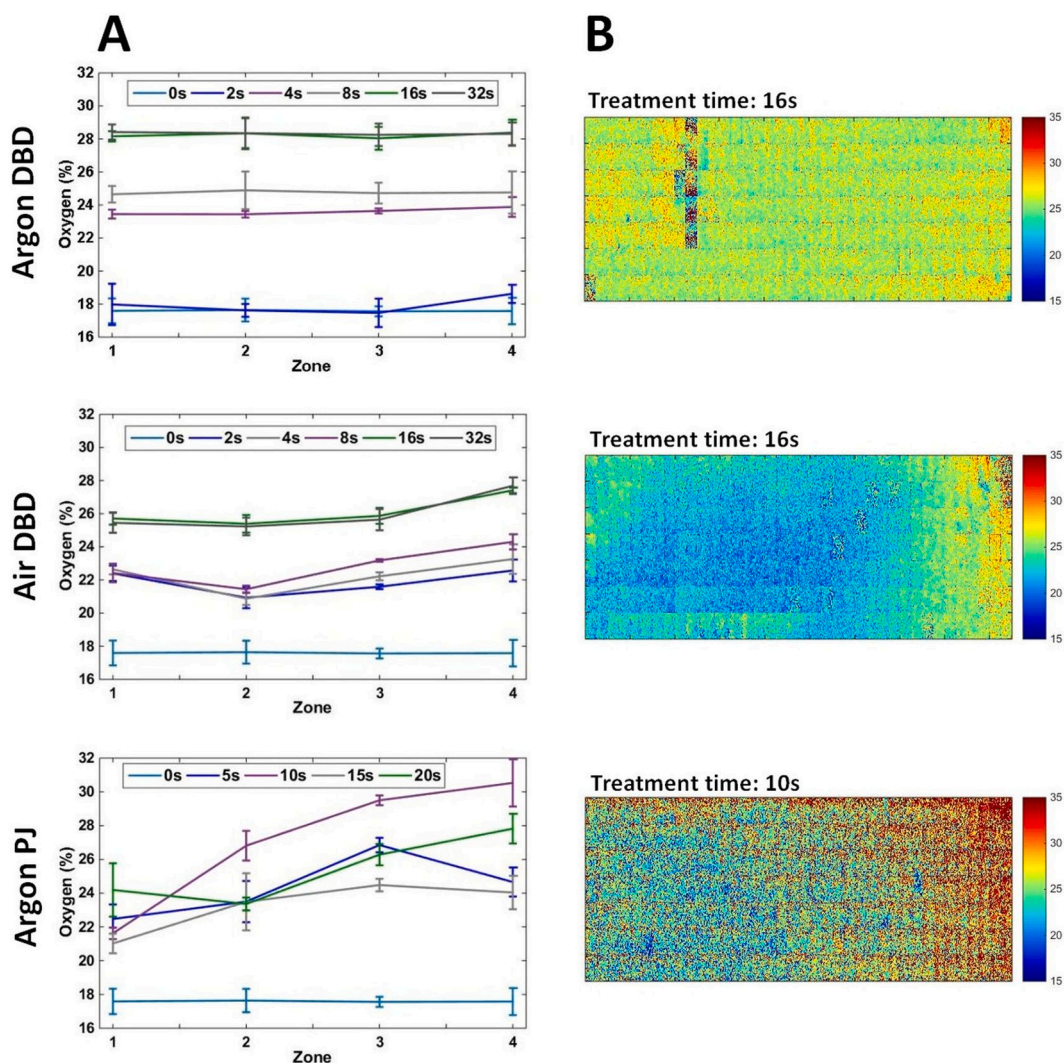 A
B
Argon DBD
Oxygen (%)
32
30
28
26
24
22
20
18
16
0s 2s 4s 8s 16s 32s
1 2 3 4
Zone
Treatment time: 16s
35
30
25
20
15
Air DBD
Oxygen (%)
32
30
28
26
24
22
20
18
16
0s 2s 4s 8s 16s 32s
1 2 3 4
Zone
Treatment time: 16s
35
30
25
20
15
Argon PJ
Oxygen (%)
32
30
28
26
24
22
20
18
16
0s 5s 10s 15s 20s
1 2 3 4
Zone
Treatment time: 10s
35
30
25
20
15